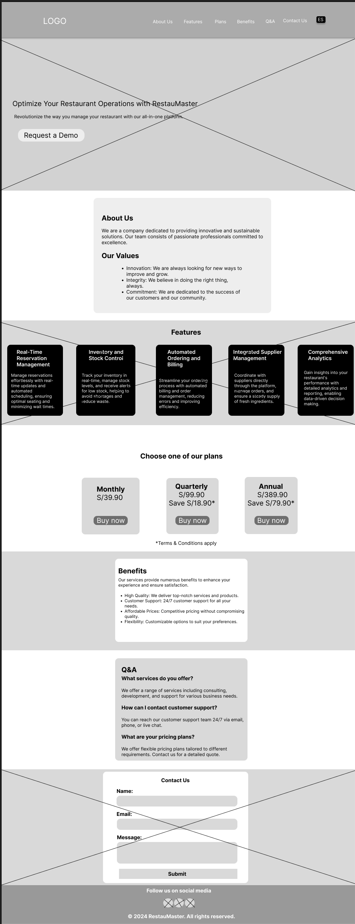 LOGO
About Us Features Plans Benefits Q&A Contact Us ES
Optimize Your Restaurant Operations with RestauMaster
Revolutionize the way you manage your restaurant with our all-in-one platform.
Request a Demo
About Us
We are a company dedicated to providing innovative and sustainable
solutions. Our team consists of passionate professionals committed to
excellence.
Our Values
• Innovation: We are always looking for new ways to
improve and grow.
• Integrity: We believe in doing the right thing,
always.
• Commitment: We are dedicated to the success of
our customers and our community.
Features
Real-Time
Reservation
Management
Manage reservations
effortlessly with real-
time updates and
automated
scheduling, ensuring
optimal seating and
minimizing wait times.
Inventory and
Stock Control
Track your inventory in
real-time, manage stock
levels, and receive alerts
for low stock, helping to
avoid shortages and
reduce waste.
Automated
Ordering and
Billing
Streamline your ordering
process with automated
billing and order
management, reducing
errors and improving
efficiency.
Integrated Supplier
Management
Coordinate with
suppliers directly
through the platform,
manage orders, and
ensure a steady supply
of fresh ingredients.
Comprehensive
Analytics
Gain insights into your
restaurant's
performance with
detailed analytics and
reporting, enabling
data-driven decision
making.
Choose one of our plans
Monthly
S/39.90
Buy now
Quarterly
S/99.90
Save S/18.90*
Buy now
Annual
S/389.90
Save S/79.90*
Buy now
*Terms & Conditions apply
Benefits
Our services provide numerous benefits to enhance your
experience and ensure satisfaction.
• High Quality: We deliver top-notch services and products.
• Customer Support: 24/7 customer support for all your
needs.
• Affordable Prices: Competitive pricing without compromising
quality.
• Flexibility: Customizable options to suit your preferences.
Q&A
What services do you offer?
We offer a range of services including consulting,
development, and support for various business needs.
How can I contact customer support?
You can reach our customer support team 24/7 via email,
phone, or live chat.
What are your pricing plans?
We offer flexible pricing plans tailored to different
requirements. Contact us for a detailed quote.
Contact Us
Name:
Email:
Message:
Submit
Follow us on social media
© 2024 RestauMaster. All rights reserved.